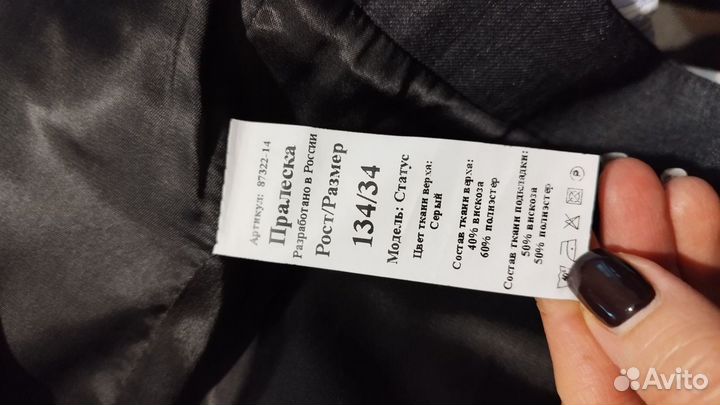 Артикул: 87322-14
Пралеска
Разработано в России
Рост/Размер
134/34
Модель: Статус
Цвет ткани верха:
Серый
Состав ткани верха:
40% вискоза
60% полиэстер
Состав ткани подкладки:
50% вискоза
50% полиэстер
P
Avito